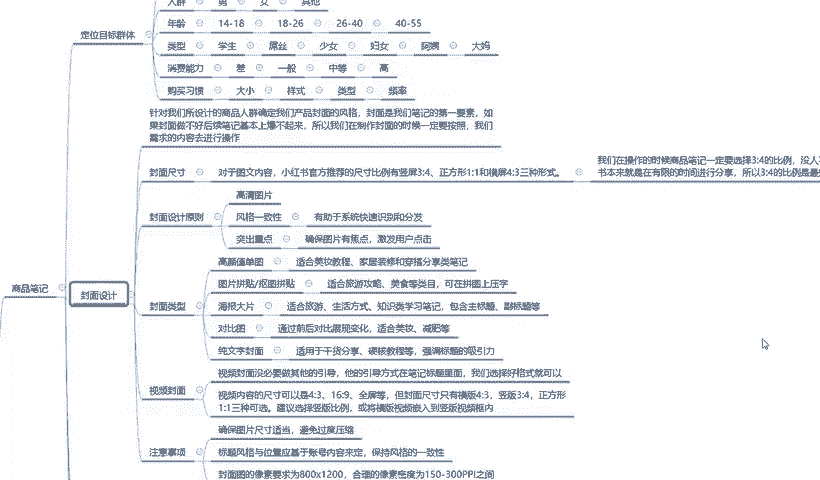 人群 男 女 其他
定位目标群体
年龄 14-18 18-26 26-40 40-55
类型 学生 屌丝 少女 妇女 阿姨 大妈
消费能力 差 一般 中等 高
购买习惯 大小 样式 类型 频率
针对我们所设计的商品人群确定我们产品封面的风格，封面是我们笔记的第一要素，如
果封面做不好后续笔记基本上爆不起来，所以我们在制作封面的时候一定要按照，我们
需求的内容去进行操作
我们在操作的时候商品笔记一定要选择3:4的比例，没人
封面尺寸 对于图文内容，小红书官方推荐的尺寸比例有竖屏3:4、正方形1:1和横屏4:3三种形式。
书本来就是在有限的时间进行分享，所以3:4的比例是最
高清图片
封面设计原则 风格一致性 有助于系统快速识别和分发
突出重点 确保图片有焦点，激发用户点击
高颜值单图 适合美妆教程、家居装修和穿搭分享类笔记
图片拼贴/抠图拼贴 适合旅游攻略、美食等类目，可在拼图上压字
商品笔记
封面设计
封面类型 海报大片 适合旅游、生活方式、知识类学习笔记，包含主标题、副标题等
对比图 通过前后对比展现变化，适合美妆、减肥等
纯文字封面 适用于干货分享、硬核教程等，强调标题的吸引力
视频封面没必要做其他的引导，他的引导方式在笔记标题里面，我们选择好格式就可以
视频封面
视频内容的尺寸可以是4:3、16:9、全屏等，但封面尺寸只有横版4:3，竖版3:4，正方形
1:1三种可选。建议选择竖版比例，或将横版视频嵌入到竖版视频框内
确保图片尺寸适当，避免过度压缩
注意事项 标题风格与位置应基于账号内容来定，保持风格的一致性
封面图的像素要求为800x1200，合理的像素密度为150-300PPI之间